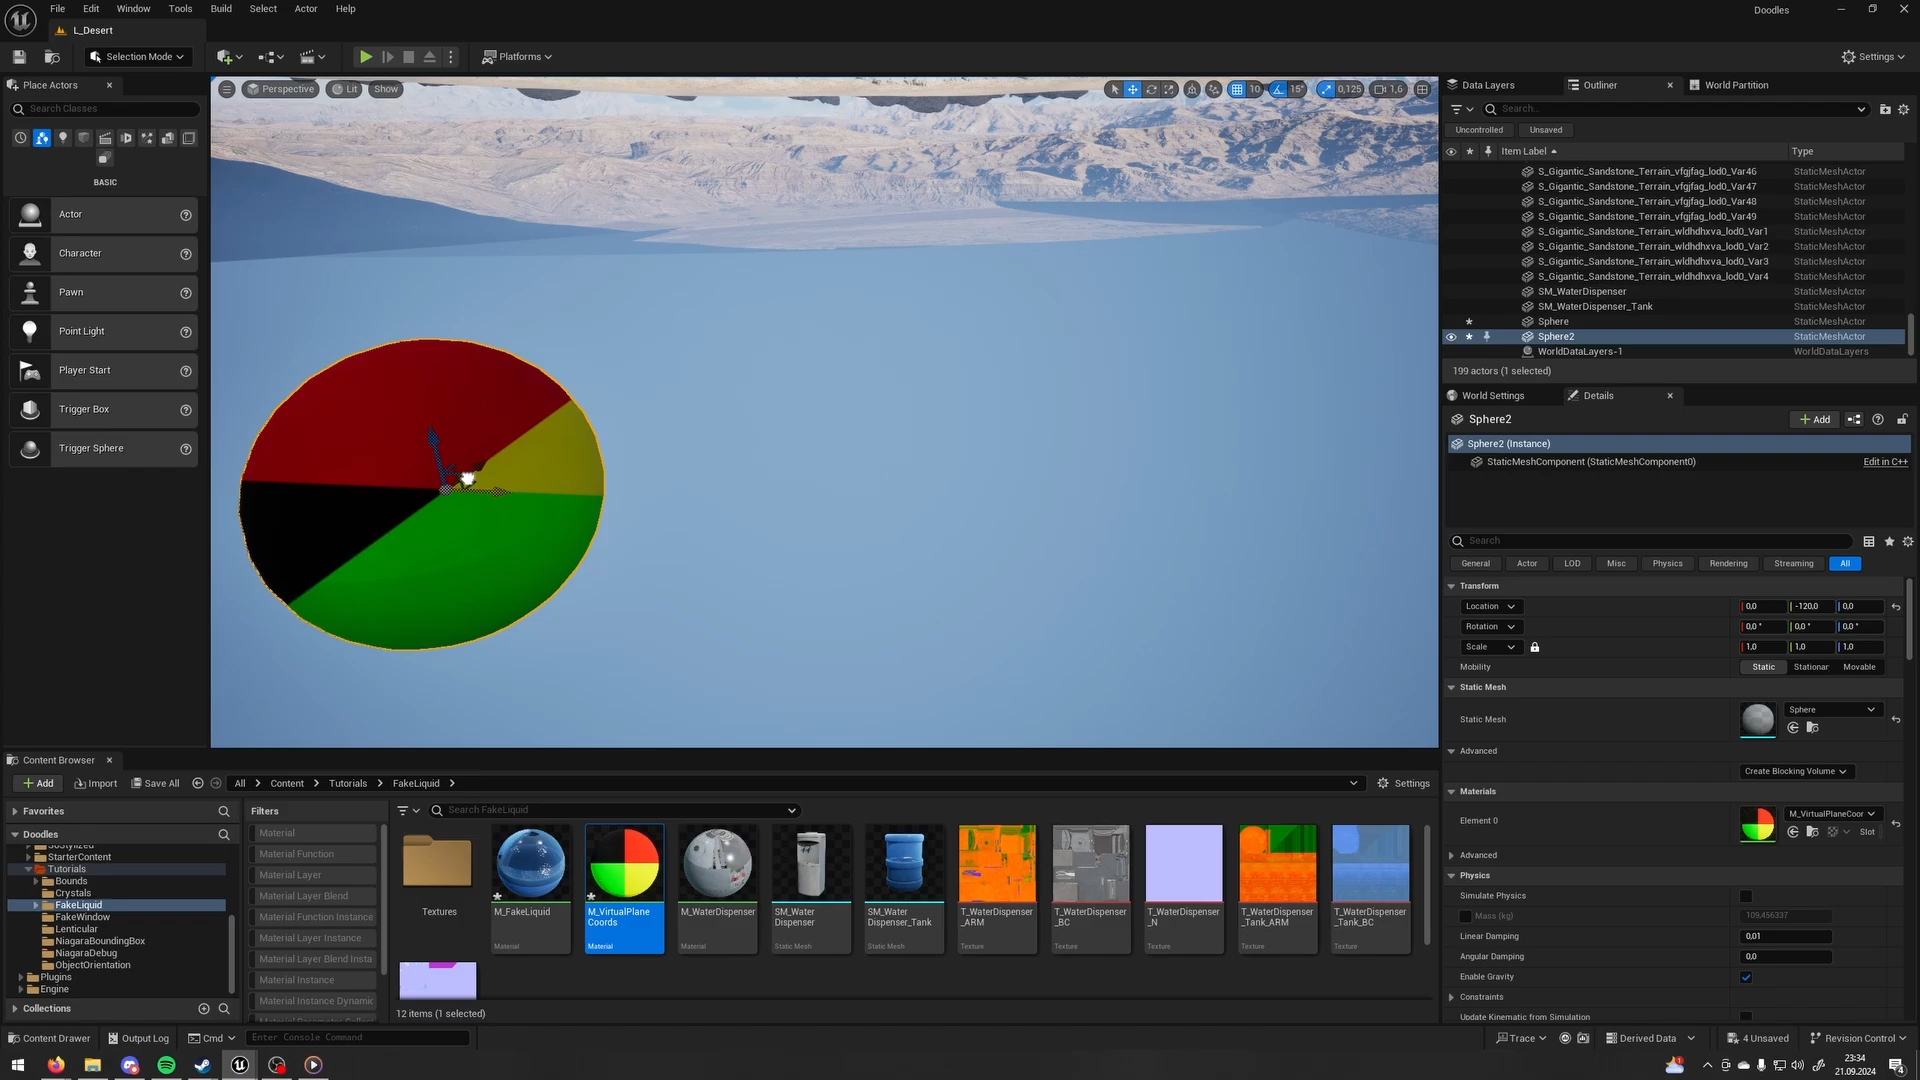 File Edit Window Tools Build Select Actor Help
Doodles
L_Desert
Selection Mode
Platforms
Settings
Place Actors
Search Classes
BASIC
Actor
Character
Pawn
Point Light
Player Start
Trigger Box
Trigger Sphere
Perspective Lit Show
10 15° 0,125 1,6
Data Layers Outliner World Partition
Search...
Uncontrolled Unsaved
Item Label Type
S_Gigantic_Sandstone_Terrain_vfgjfag_lod0_Var46 StaticMeshActor
S_Gigantic_Sandstone_Terrain_vfgjfag_lod0_Var47 StaticMeshActor
S_Gigantic_Sandstone_Terrain_vfgjfag_lod0_Var48 StaticMeshActor
S_Gigantic_Sandstone_Terrain_vfgjfag_lod0_Var49 StaticMeshActor
S_Gigantic_Sandstone_Terrain_wldhdhxva_lod0_Var1 StaticMeshActor
S_Gigantic_Sandstone_Terrain_wldhdhxva_lod0_Var2 StaticMeshActor
S_Gigantic_Sandstone_Terrain_wldhdhxva_lod0_Var3 StaticMeshActor
S_Gigantic_Sandstone_Terrain_wldhdhxva_lod0_Var4 StaticMeshActor
SM_WaterDispenser StaticMeshActor
SM_WaterDispenser_Tank StaticMeshActor
Sphere StaticMeshActor
Sphere2 StaticMeshActor
WorldDataLayers-1 WorldDataLayers
199 actors (1 selected)
World Settings Details
Sphere2
Add
Sphere2 (Instance)
StaticMeshComponent (StaticMeshComponent0) Edit in C++
Search
General Actor LOD Misc Physics Rendering Streaming All
Transform
Location 0,0 -120,0 0,0
Rotation 0,0 ° 0,0 ° 0,0 °
Scale 1,0 1,0 1,0
Mobility Static Stationar Movable
Static Mesh
Static Mesh Sphere
Advanced
Create Blocking Volume
Materials
Element 0 M_VirtualPlaneCoor
Slot
Advanced
Physics
Simulate Physics
Mass (kg) 109,456337
Linear Damping 0,01
Angular Damping 0,0
Enable Gravity
Constraints
Update Kinematic from Simulation
Content Browser
Add Import Save All All Content Tutorials FakeLiquid Settings
Favorites
Doodles
StarterContent
Tutorials
Bounds
Crystals
FakeLiquid
FakeWindow
Lenticular
NiagaraBoundingBox
NiagaraDebug
ObjectOrientation
Plugins
Engine
Collections
Filters
Material
Material Function
Material Layer
Material Layer Blend
Material Function Instance
Material Layer Instance
Material Layer Blend Insta
Material Instance
Material Instance Dynamic
Search FakeLiquid
Textures
M_FakeLiquid
Material
M_VirtualPlane
Coords
Material
M_WaterDispenser
Material
SM_Water
Dispenser
Static Mesh
SM_Water
Dispenser_Tank
Static Mesh
T_WaterDispenser
_ARM
Texture
T_WaterDispenser
_BC
Texture
T_WaterDispenser
_N
Texture
T_WaterDispenser
_Tank_ARM
Texture
T_WaterDispenser
_Tank_BC
Texture
12 items (1 selected)
Content Drawer Output Log Cmd Enter Console Command
Trace Derived Data 4 Unsaved Revision Control
23:34
21.09.2024
4